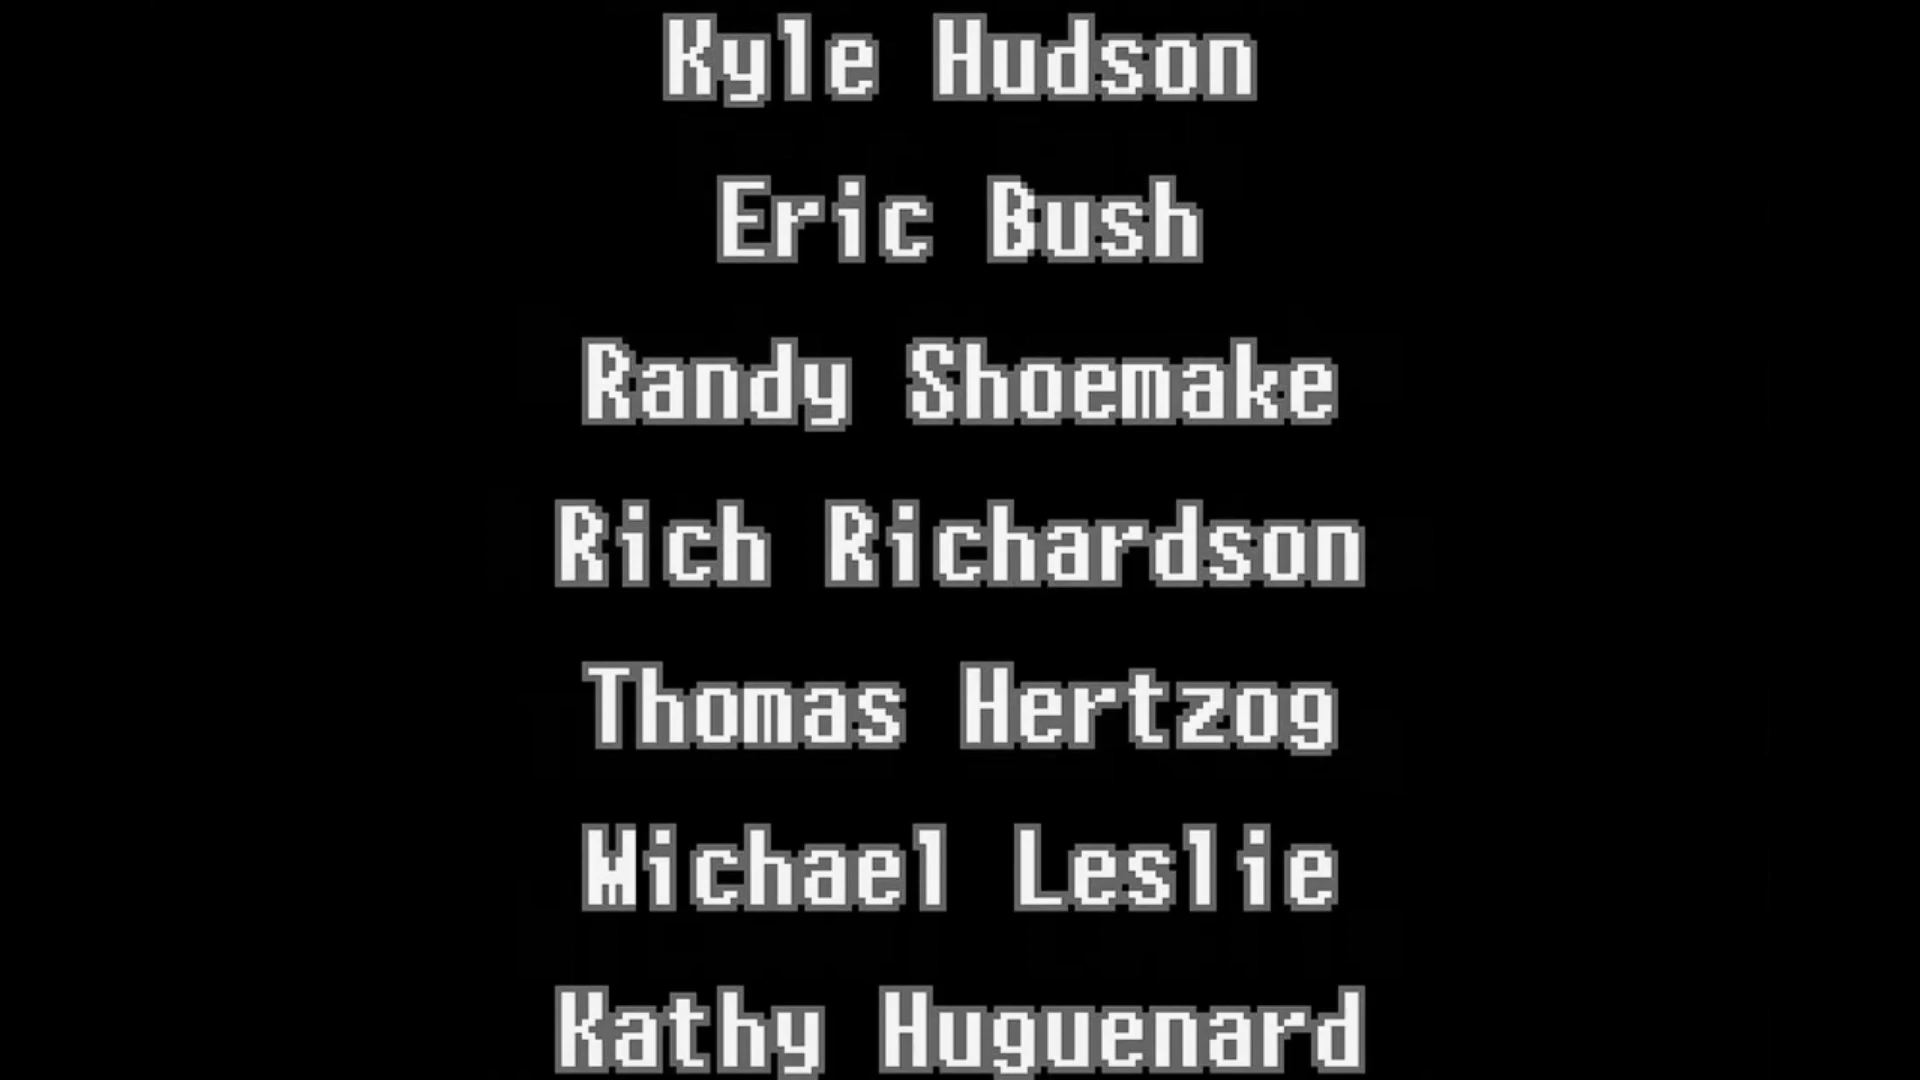 Kyle Hudson
Eric Bush
Randy Shoemake
Rich Richardson
Thomas Hertzog
Michael Leslie
Kathy Huguenard